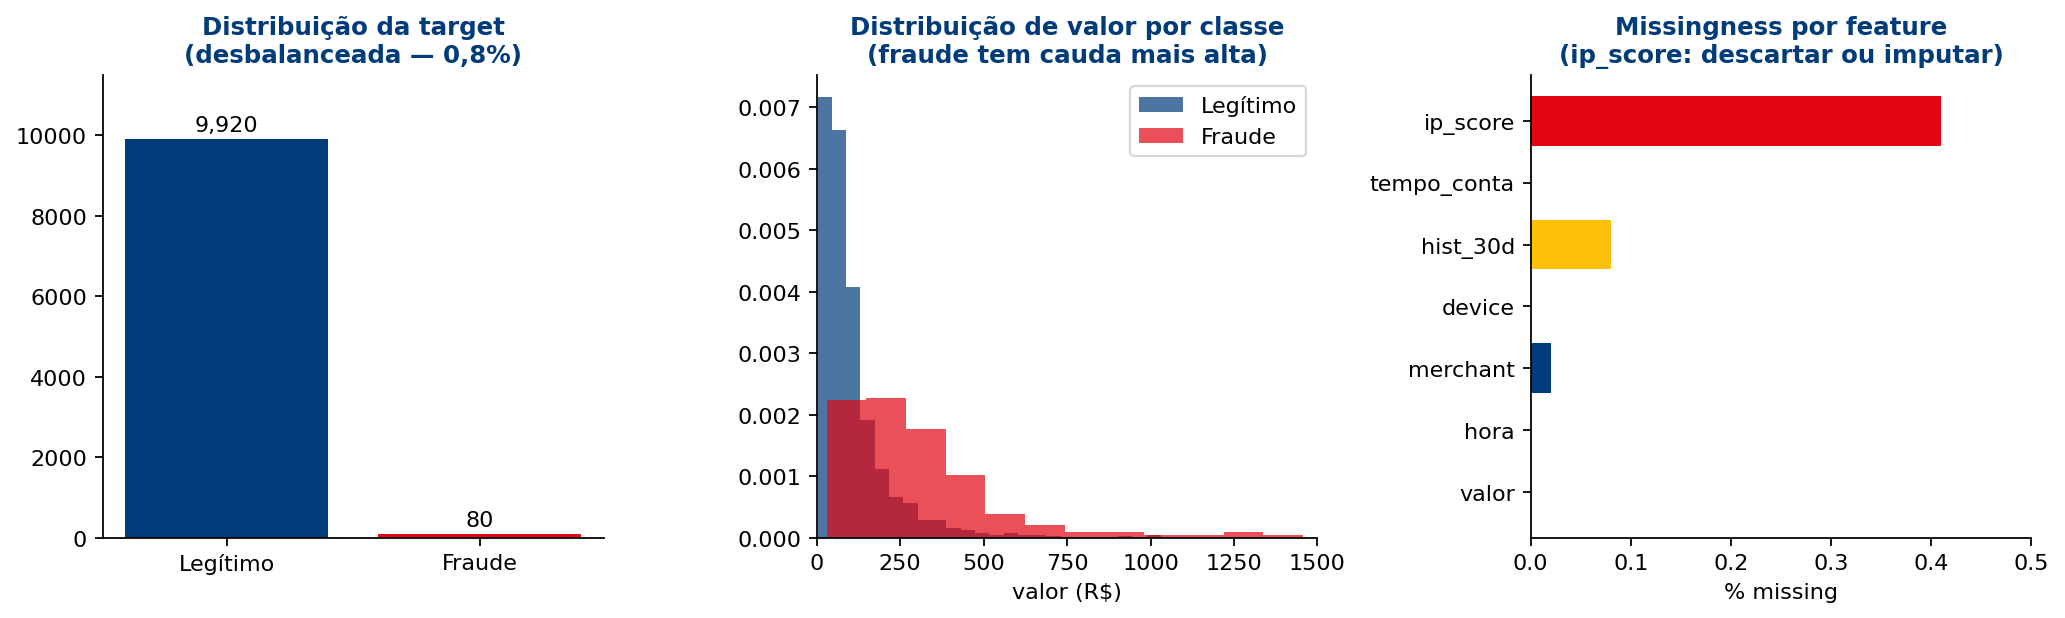 Distribuição da target
(desbalanceada — 0,8%)
10000
8000
6000
4000
2000
0
9,920
80
Legítimo
Fraude
Distribuição de valor por classe
(fraude tem cauda mais alta)
0.007
0.006
0.005
0.004
0.003
0.002
0.001
0.000
Legítimo
Fraude
0 250 500 750 1000 1250 1500
valor (R$)
Missingness por feature
(ip_score: descartar ou imputar)
ip_score
tempo_conta
hist_30d
device
merchant
hora
valor
0.0 0.1 0.2 0.3 0.4 0.5
% missing